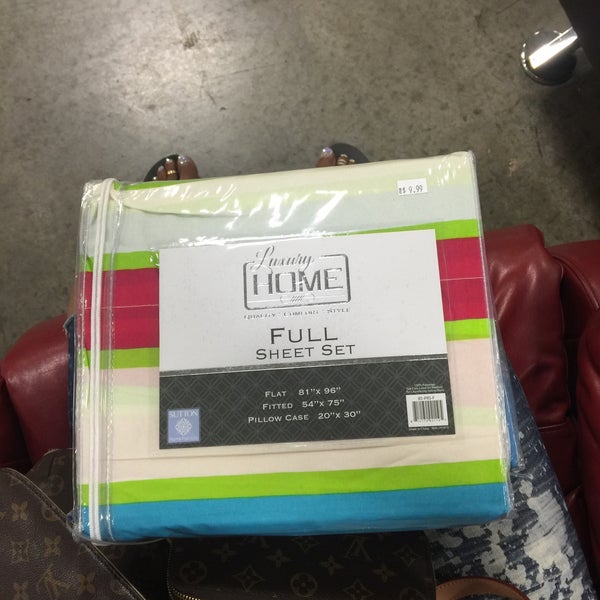 RS 9.99
Luxury
HOME
QUALITY · COMFORT · STYLE
FULL
SHEET SET
FLAT 81"X 96"
FITTED 54"X 75"
PILLOW CASE 20"X 30"
SUTTON